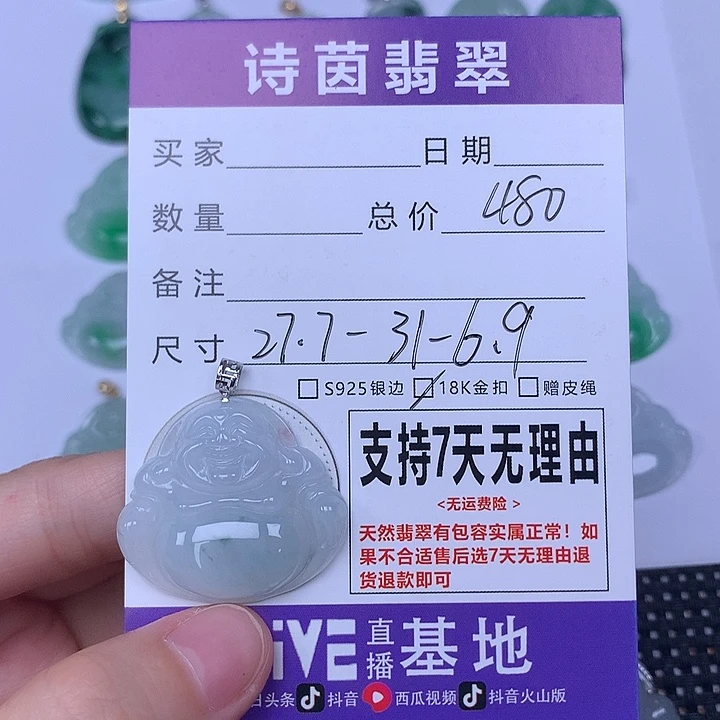 诗茵翡翠
买家 日期
数量 总价 480
备注
尺寸 27.7-31-6.9
S925银边 18K金扣 赠皮绳
支持7天无理由
<无运费险>
天然翡翠有包容实属正常！如
果不合适售后选7天无理由退
货退款即可
iVE 直播 基地
日头条 抖音 西瓜视频 抖音火山版